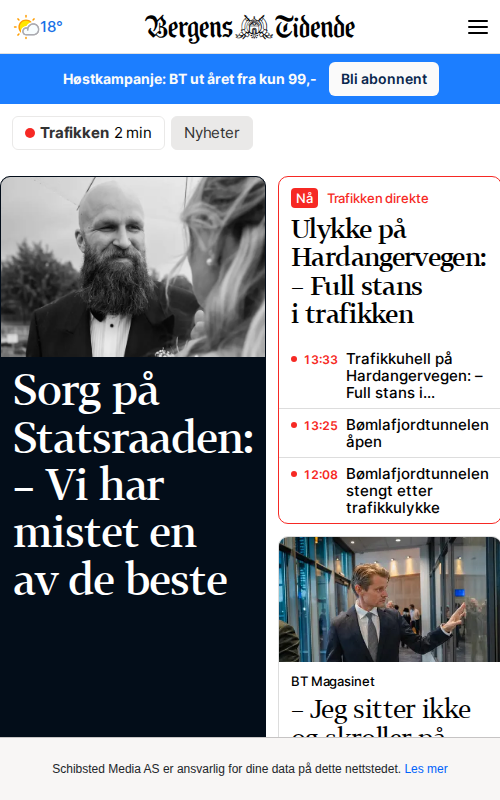 18°
Bergens Tidende
Høstkampanje: BT ut året fra kun 99,-
Bli abonnent
Trafikken 2 min
Nyheter
Sorg på
Statsraaden:
– Vi har
mistet en
av de beste
Nå Trafikken direkte
Ulykke på
Hardangervegen:
– Full stans
i trafikken
13:33 Trafikkuhell på
Hardangervegen: –
Full stans i...
13:25 Bømlafjordtunnelen
åpen
12:08 Bømlafjordtunnelen
stengt etter
trafikkulykke
BT Magasinet
– Jeg sitter ikke
og skroller på
Schibsted Media AS er ansvarlig for dine data på dette nettstedet. Les mer